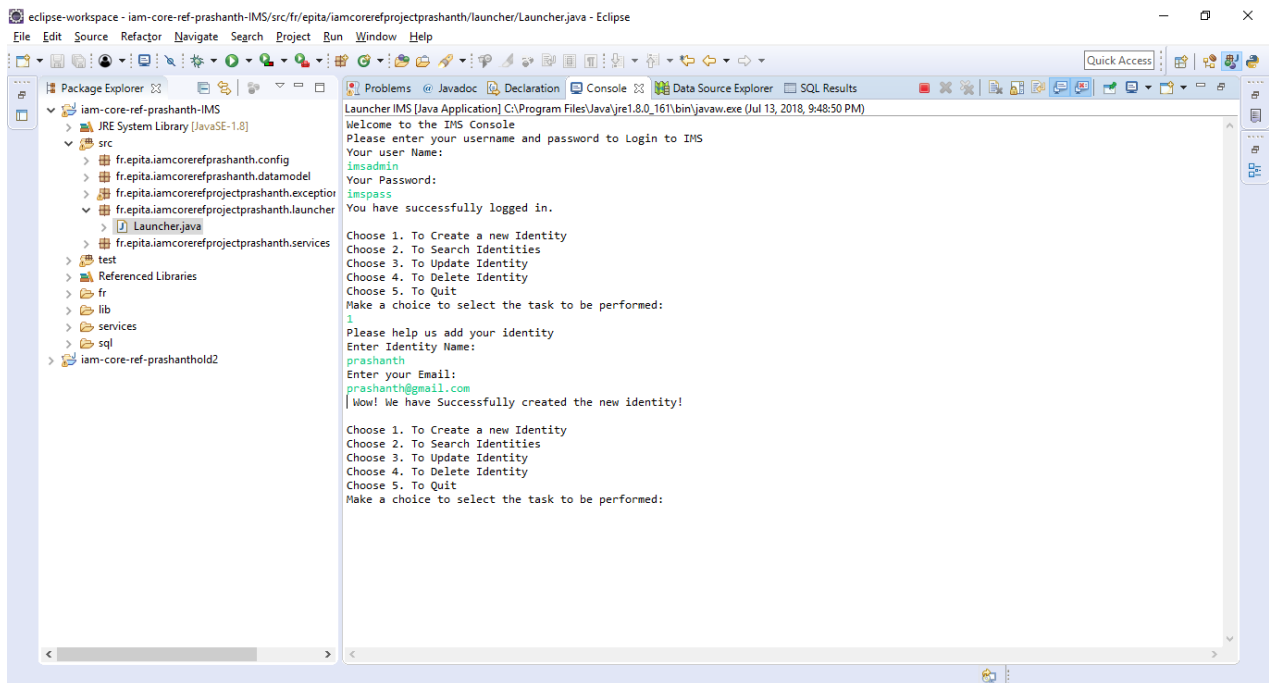 eclipse-workspace - iam-core-ref-prashanth-IMS/src/fr/epita/iamcorerefprojectprashanth/launcher/Launcher.java - Eclipse
File Edit Source Refactor Navigate Search Project Run Window Help
Quick Access
Package Explorer
Problems @ Javadoc Declaration Console Data Source Explorer SQL Results
iam-core-ref-prashanth-IMS
JRE System Library [JavaSE-1.8]
src
fr.epita.iamcorerefprashanth.config
fr.epita.iamcorerefprashanth.datamodel
fr.epita.iamcorerefprojectprashanth.exception
fr.epita.iamcorerefprojectprashanth.launcher
Launcher.java
fr.epita.iamcorerefprojectprashanth.services
test
Referenced Libraries
fr
lib
services
sql
iam-core-ref-prashanthold2
Launcher IMS [Java Application] C:\Program Files\Java\jre1.8.0_161\bin\javaw.exe (Jul 13, 2018, 9:48:50 PM)
Welcome to the IMS Console
Please enter your username and password to Login to IMS
Your user Name:
imsadmin
Your Password:
imspass
You have successfully logged in.
Choose 1. To Create a new Identity
Choose 2. To Search Identities
Choose 3. To Update Identity
Choose 4. To Delete Identity
Choose 5. To Quit
Make a choice to select the task to be performed:
1
Please help us add your identity
Enter Identity Name:
prashanth
Enter your Email:
prashanth@gmail.com
Wow! We have Successfully created the new identity!
Choose 1. To Create a new Identity
Choose 2. To Search Identities
Choose 3. To Update Identity
Choose 4. To Delete Identity
Choose 5. To Quit
Make a choice to select the task to be performed: